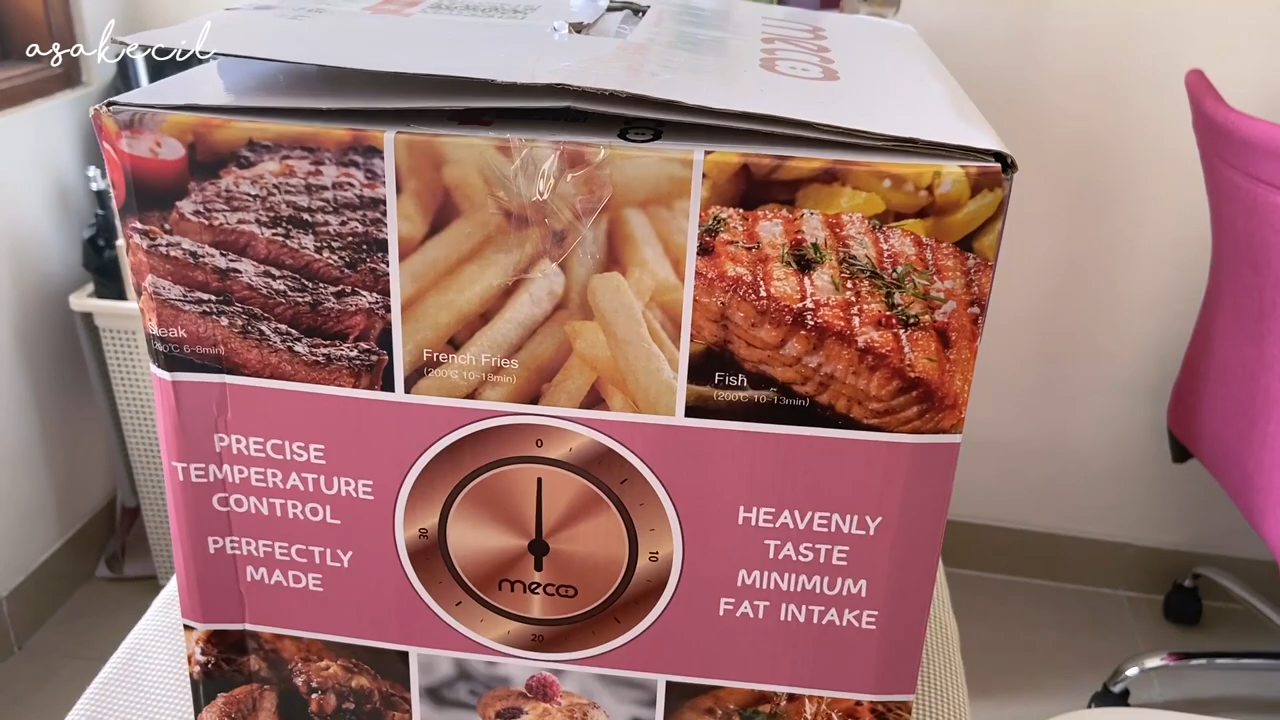 asakecil
meco
Steak
(200℃ 6~8min)
French Fries
(200℃ 10~18min)
Fish
(200℃ 10~13min)
PRECISE
TEMPERATURE
CONTROL
PERFECTLY
MADE
0
10
20
30
meco
HEAVENLY
TASTE
MINIMUM
FAT INTAKE